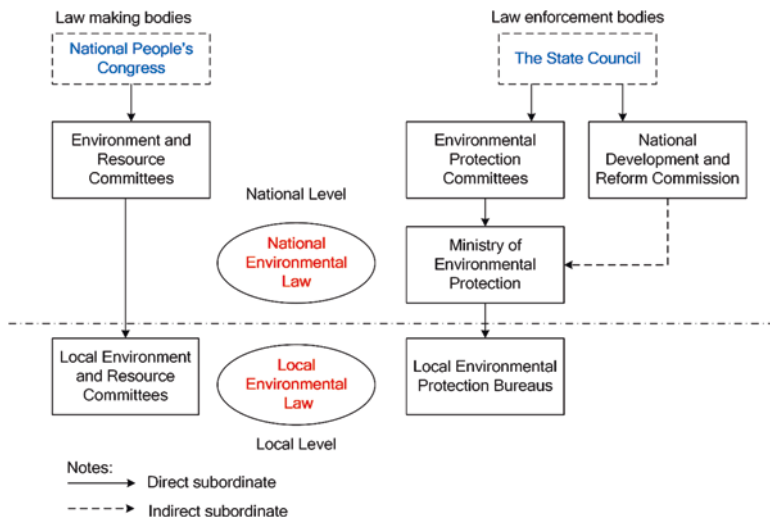 Law making bodies
National People's
Congress
Environment and
Resource
Committees
Local Environment
and Resource
Committees
National Level
National
Environmental
Law
Local
Environmental
Law
Local Level
Law enforcement bodies
The State Council
Environmental
Protection
Committees
National
Development and
Reform Commission
Ministry of
Environmental
Protection
Local Environmental
Protection Bureaus
Notes:
Direct subordinate
Indirect subordinate